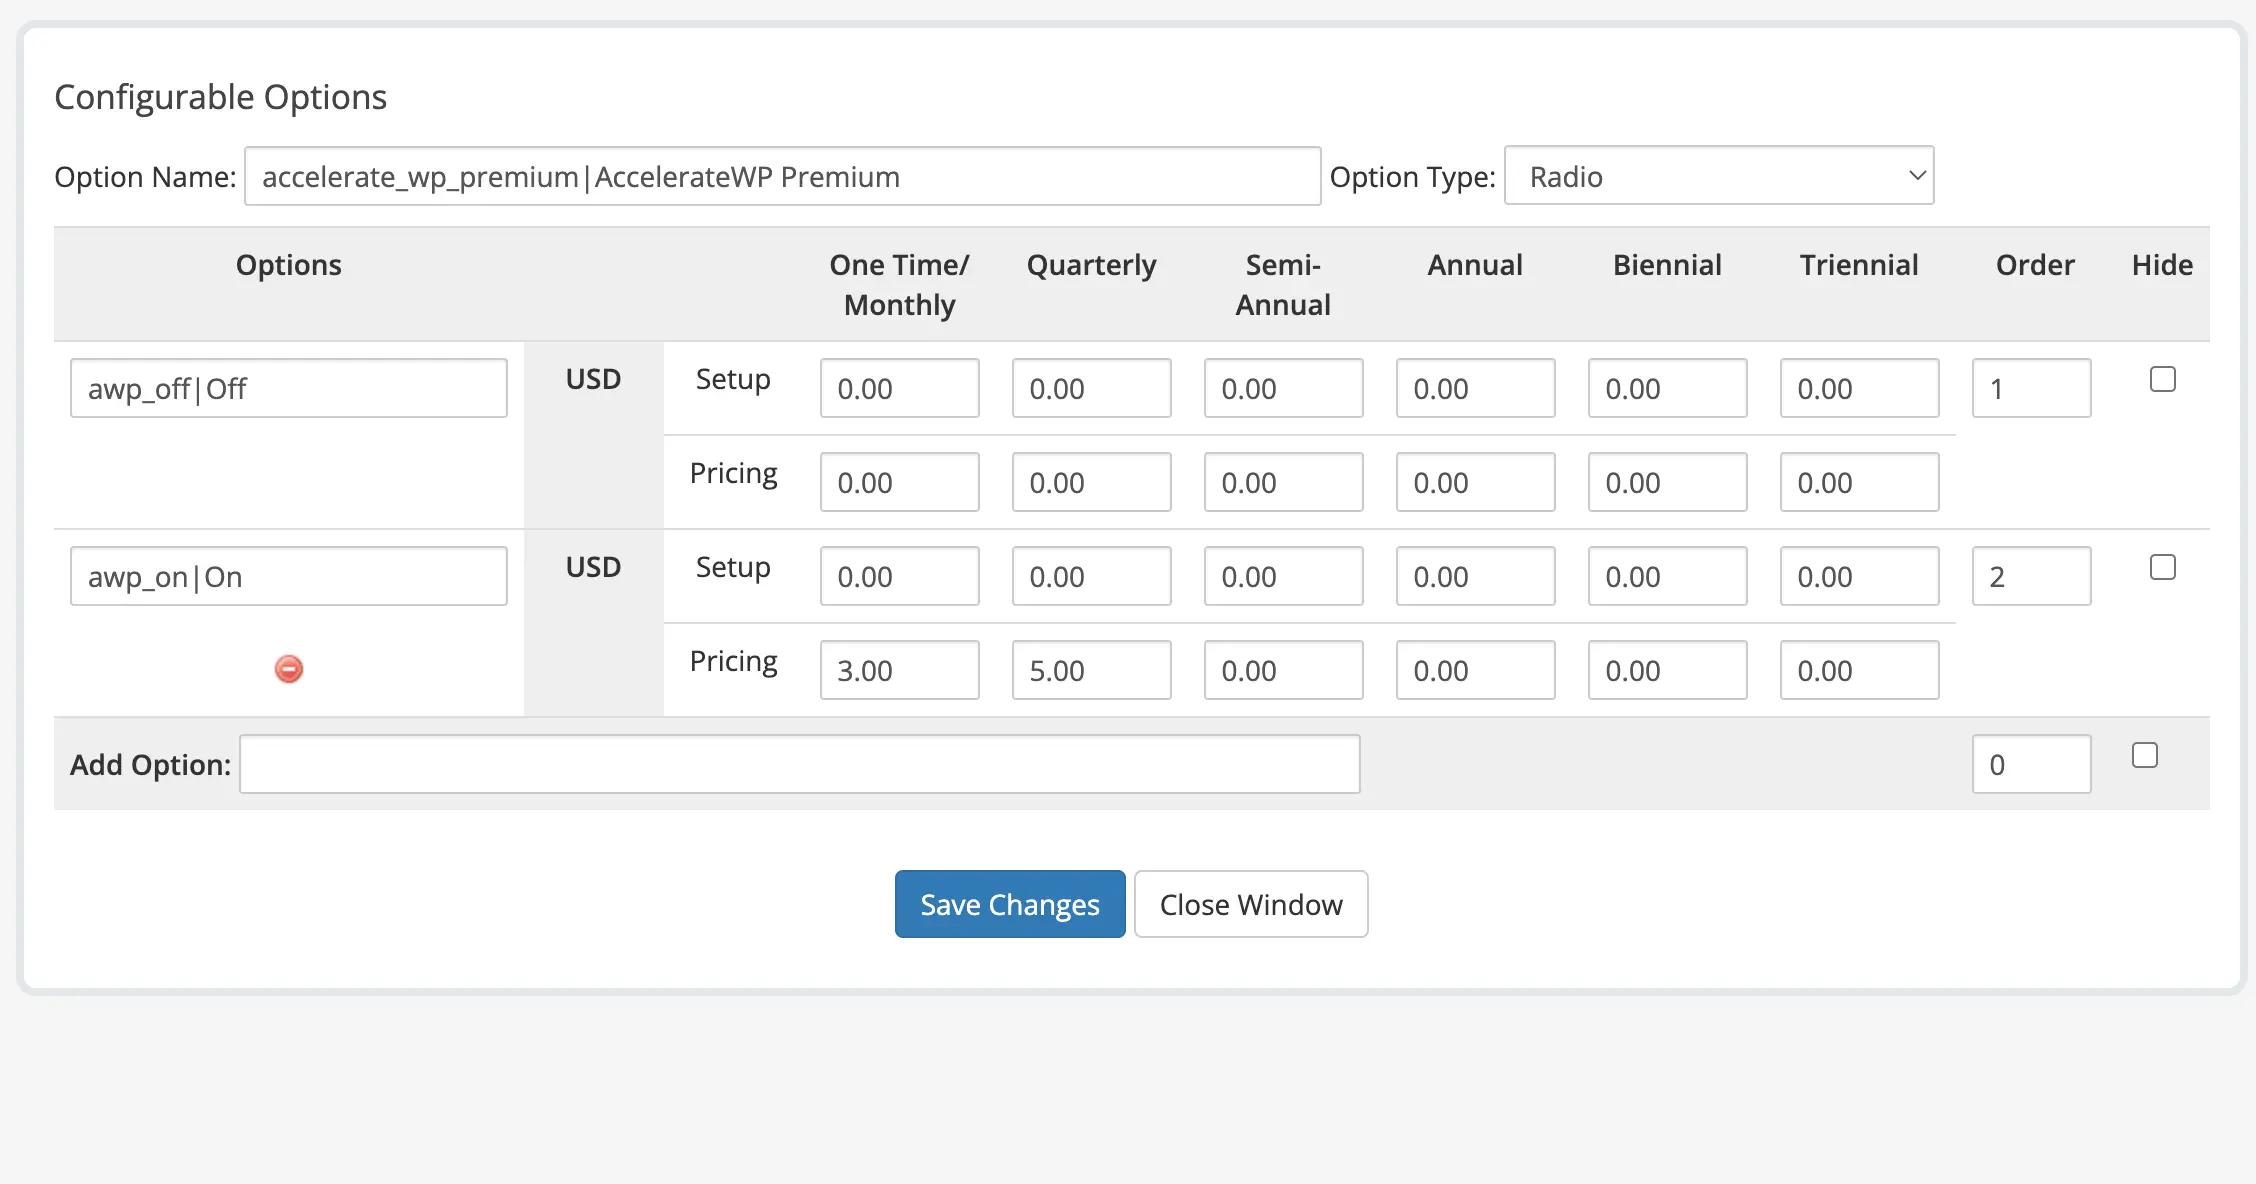 Configurable Options
Option Name: accelerate_wp_premium|AccelerateWP Premium Option Type: Radio
Options One Time/ Monthly Quarterly Semi-Annual Annual Biennial Triennial Order Hide
awp_off|Off USD Setup 0.00 0.00 0.00 0.00 0.00 0.00 1
Pricing 0.00 0.00 0.00 0.00 0.00 0.00
awp_on|On USD Setup 0.00 0.00 0.00 0.00 0.00 0.00 2
Pricing 3.00 5.00 0.00 0.00 0.00 0.00
Add Option: 0
Save Changes Close Window